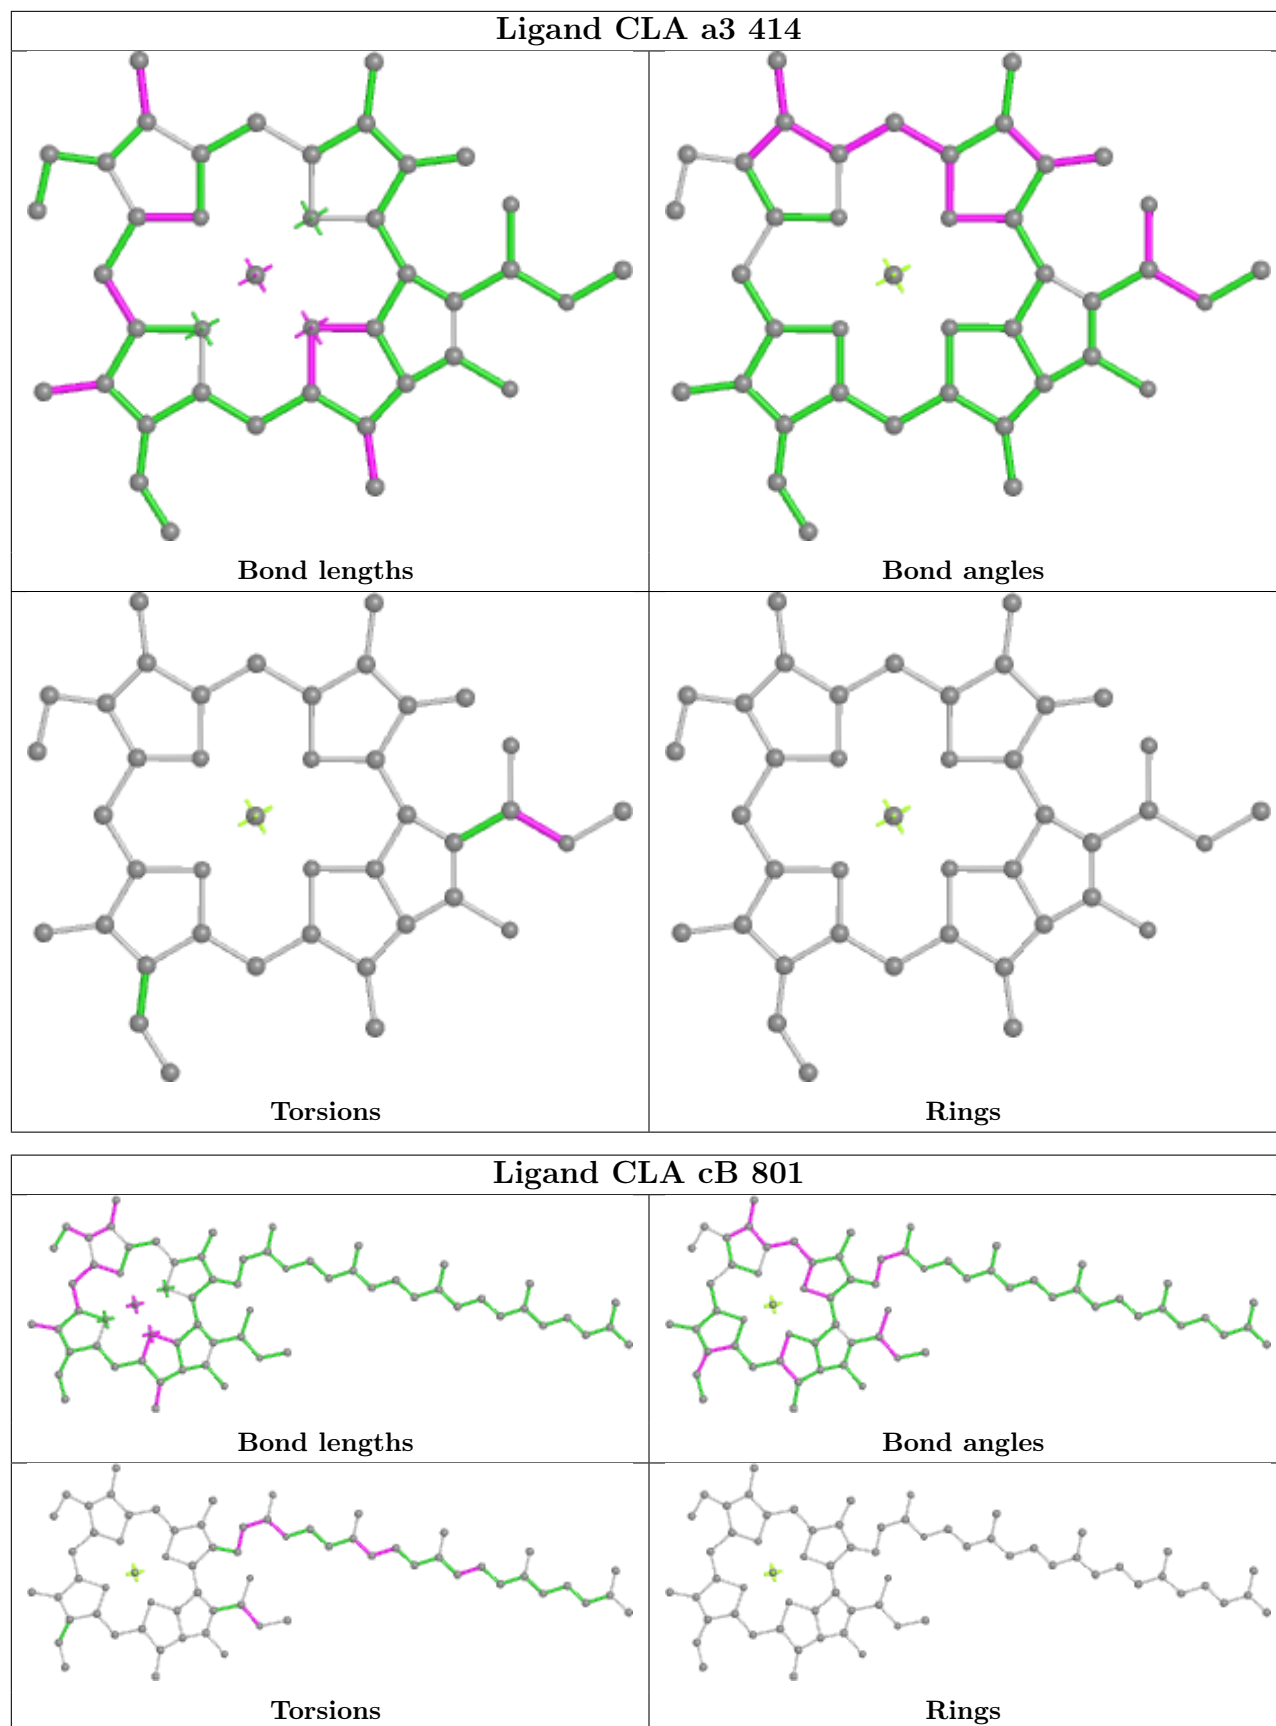 Ligand CLA a3 414
Bond lengths
Bond angles
Torsions
Rings
Ligand CLA cB 801
Bond lengths
Bond angles
Torsions
Rings